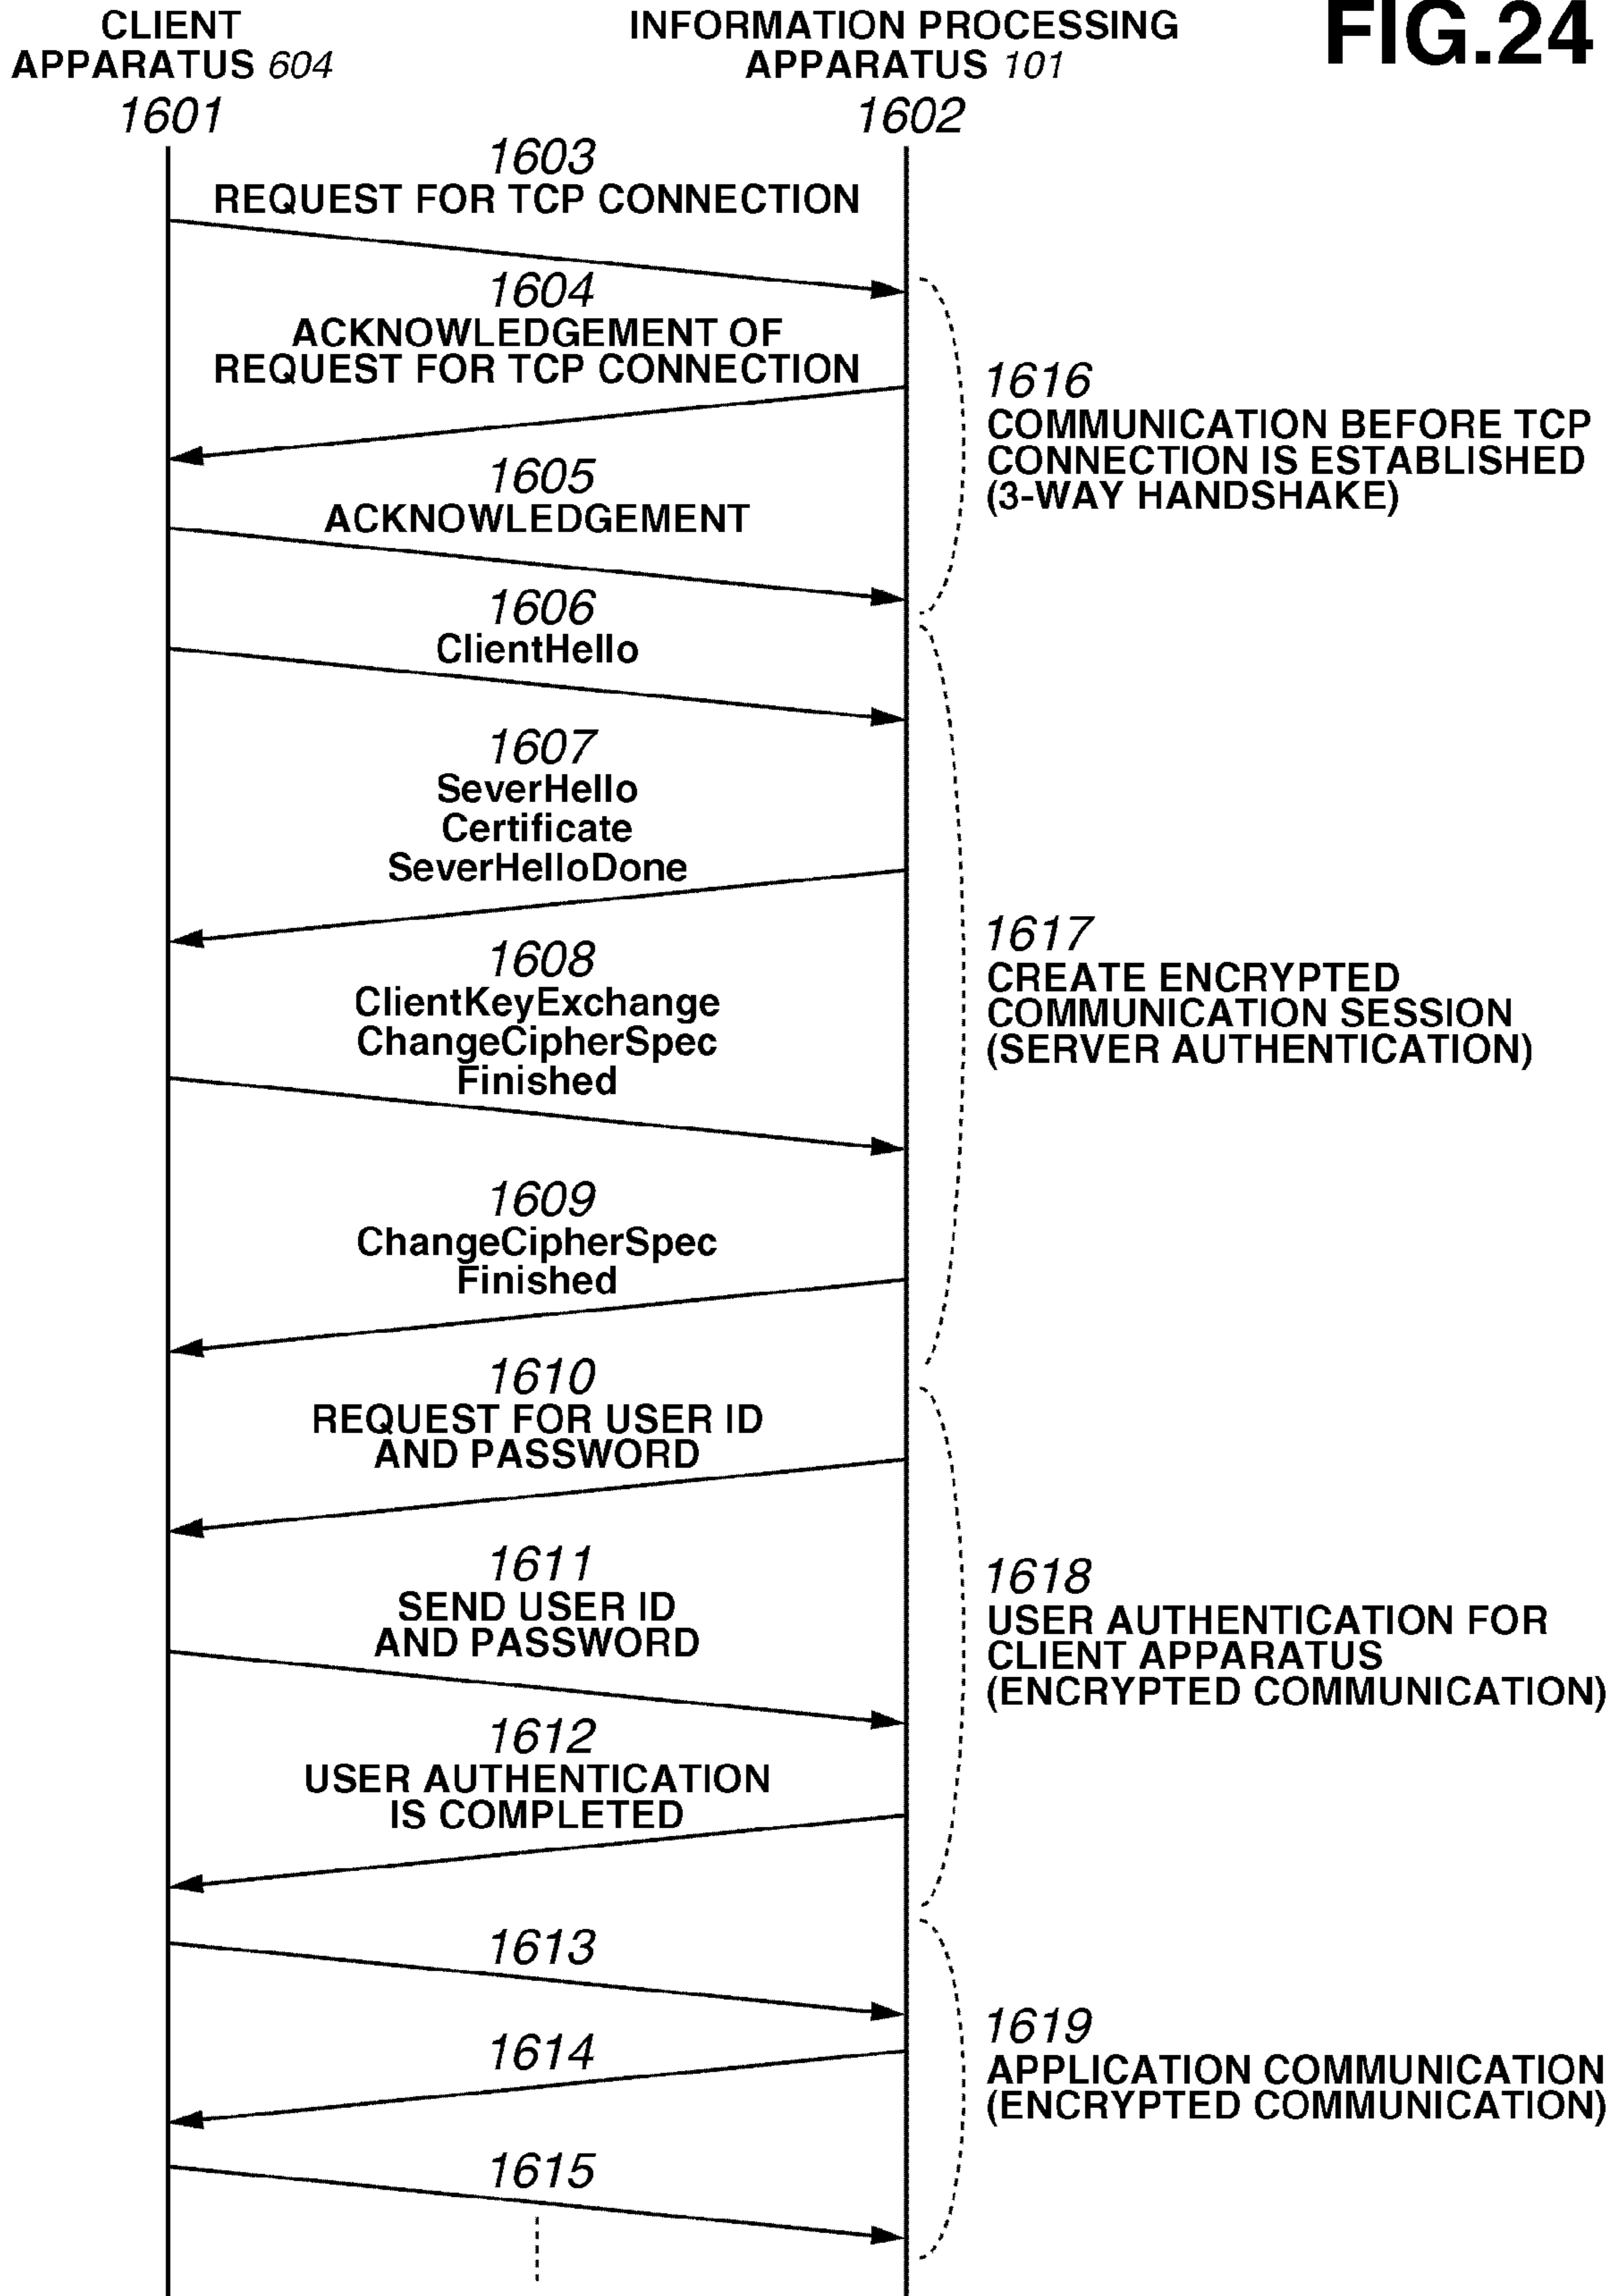 FIG.24
CLIENT
APPARATUS 604
1601
INFORMATION PROCESSING
APPARATUS 101
1602
1603
REQUEST FOR TCP CONNECTION
1604
ACKNOWLEDGEMENT OF
REQUEST FOR TCP CONNECTION
1605
ACKNOWLEDGEMENT
1616
COMMUNICATION BEFORE TCP
CONNECTION IS ESTABLISHED
(3-WAY HANDSHAKE)
1606
ClientHello
1607
SeverHello
Certificate
SeverHelloDone
1608
ClientKeyExchange
ChangeCipherSpec
Finished
1609
ChangeCipherSpec
Finished
1617
CREATE ENCRYPTED
COMMUNICATION SESSION
(SERVER AUTHENTICATION)
1610
REQUEST FOR USER ID
AND PASSWORD
1611
SEND USER ID
AND PASSWORD
1612
USER AUTHENTICATION
IS COMPLETED
1618
USER AUTHENTICATION FOR
CLIENT APPARATUS
(ENCRYPTED COMMUNICATION)
1613
1614
1615
1619
APPLICATION COMMUNICATION
(ENCRYPTED COMMUNICATION)